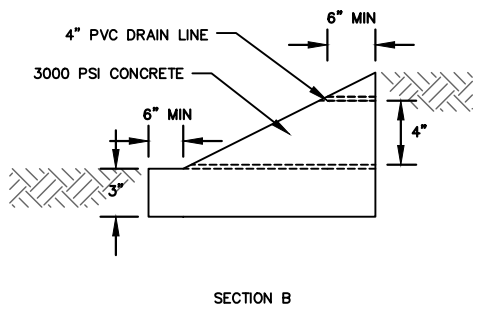 6" MIN
4" PVC DRAIN LINE
3000 PSI CONCRETE
6" MIN
4"
3"
SECTION B